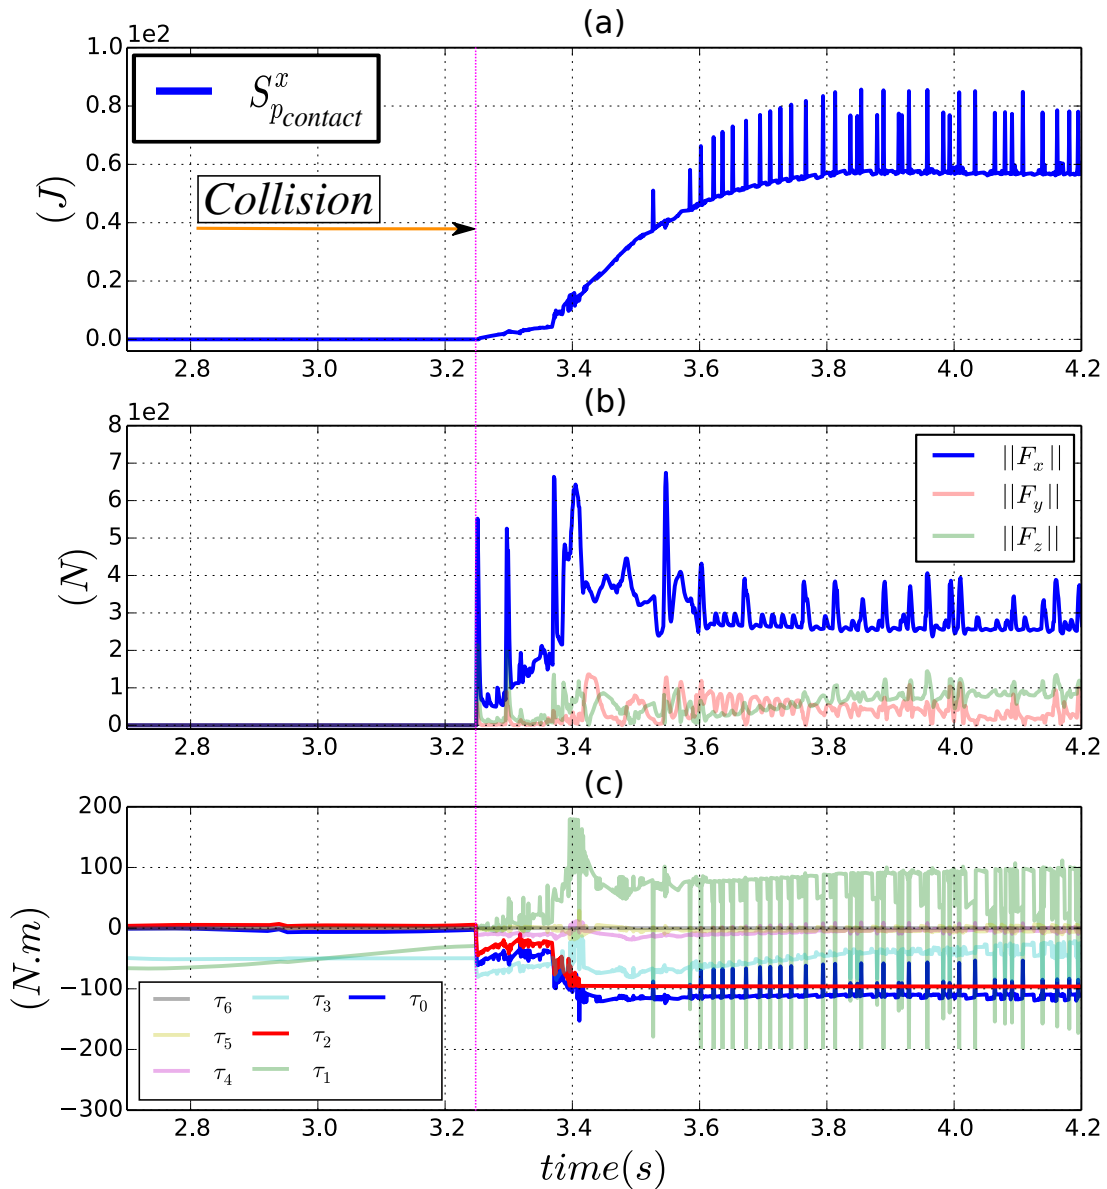 (a)
1e2
1.0
0.8
0.6
0.4
0.2
0.0
(J)
S^x_{p_{contact}}
Collision
2.8 3.0 3.2 3.4 3.6 3.8 4.0 4.2
(b)
1e2
8
7
6
5
4
3
2
1
0
(N)
||F_x||
||F_y||
||F_z||
2.8 3.0 3.2 3.4 3.6 3.8 4.0 4.2
(c)
200
100
0
−100
−200
−300
(N.m)
τ_6 τ_3 τ_0
τ_5 τ_2
τ_4 τ_1
2.8 3.0 3.2 3.4 3.6 3.8 4.0 4.2
time(s)